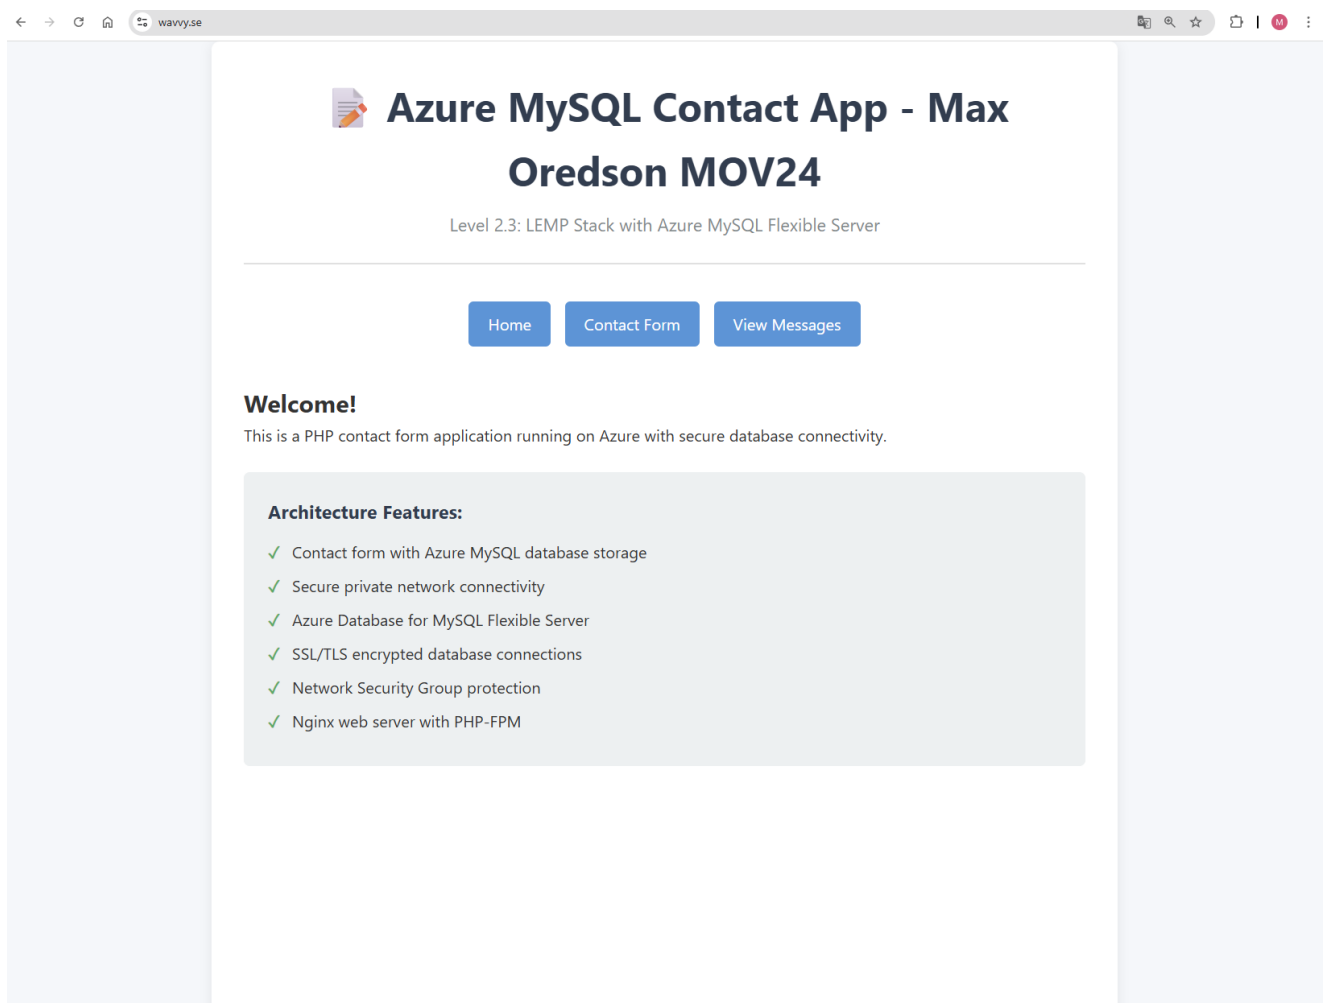 wavvy.se
M
Azure MySQL Contact App - Max
Oredson MOV24
Level 2.3: LEMP Stack with Azure MySQL Flexible Server
Home
Contact Form
View Messages
Welcome!
This is a PHP contact form application running on Azure with secure database connectivity.
Architecture Features:
✓ Contact form with Azure MySQL database storage
✓ Secure private network connectivity
✓ Azure Database for MySQL Flexible Server
✓ SSL/TLS encrypted database connections
✓ Network Security Group protection
✓ Nginx web server with PHP-FPM